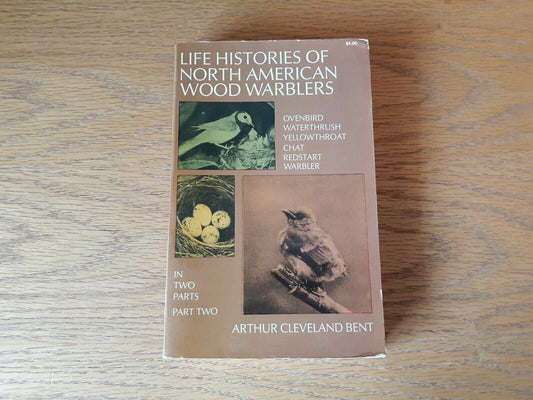 $4.00
LIFE HISTORIES OF
NORTH AMERICAN
WOOD WARBLERS
OVENBIRD
WATERTHRUSH
YELLOWTHROAT
CHAT
REDSTART
WARBLER
IN
TWO
PARTS
PART TWO
ARTHUR CLEVELAND BENT